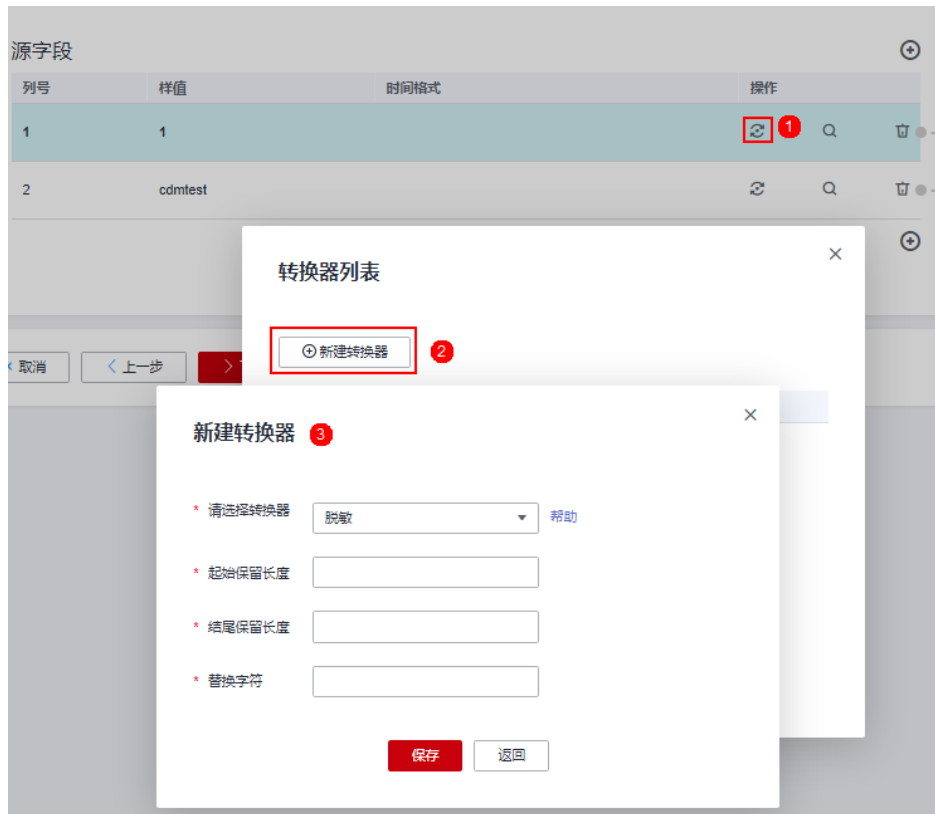 源字段
列号 样值 时间格式 操作
1 1 1
2 cdmtest
转换器列表
新建转换器 2
取消 上一步
新建转换器 3
* 请选择转换器 脱敏 帮助
* 起始保留长度
* 结尾保留长度
* 替换字符
保存 返回